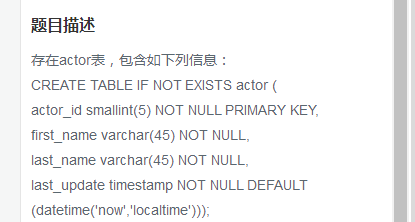 题目描述
存在actor表，包含如下列信息：
CREATE TABLE IF NOT EXISTS actor (
actor_id smallint(5) NOT NULL PRIMARY KEY,
first_name varchar(45) NOT NULL,
last_name varchar(45) NOT NULL,
last_update timestamp NOT NULL DEFAULT
(datetime('now','localtime')));